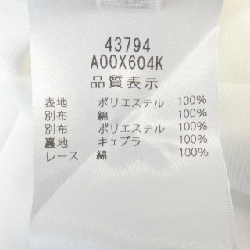 43794
A00X604K
品質表示
表地 ポリエステル 100%
別布 綿 100%
別布 ポリエステル 100%
裏地 キュプラ 100%
レース 綿 100%